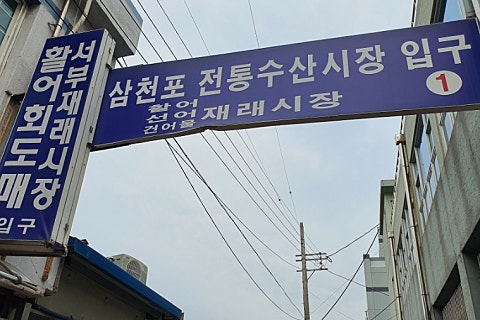 서부재래시장
활어회도매
입구
삼천포 전통수산시장 입구
활어
선어 재래시장
건어물
1